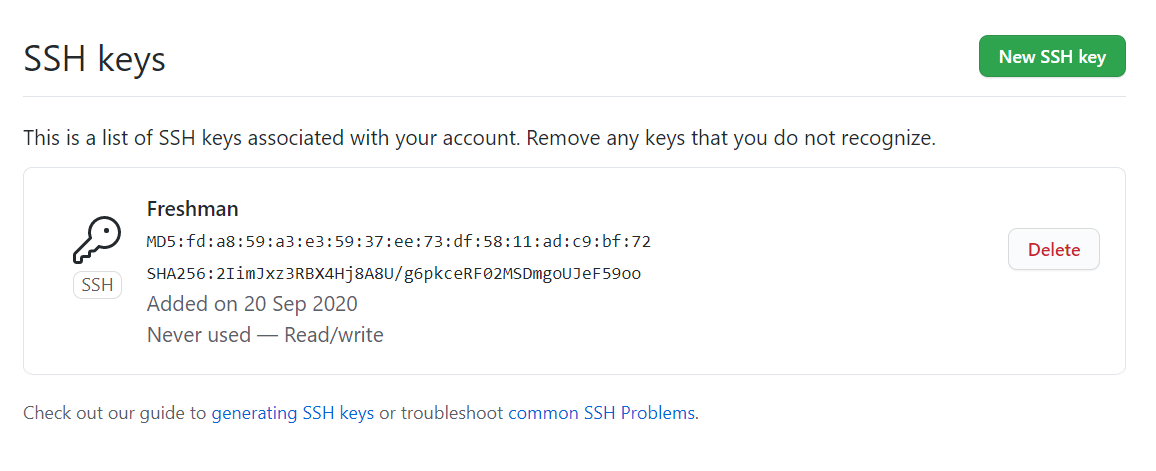 SSH keys
New SSH key
This is a list of SSH keys associated with your account. Remove any keys that you do not recognize.
Freshman
MD5:fd:a8:59:a3:e3:59:37:ee:73:df:58:11:ad:c9:bf:72
SHA256:2IimJxz3RBX4Hj8A8U/g6pkceRF02MSDmgoUJeF59oo
Added on 20 Sep 2020
Never used — Read/write
SSH
Delete
Check out our guide to generating SSH keys or troubleshoot common SSH Problems.